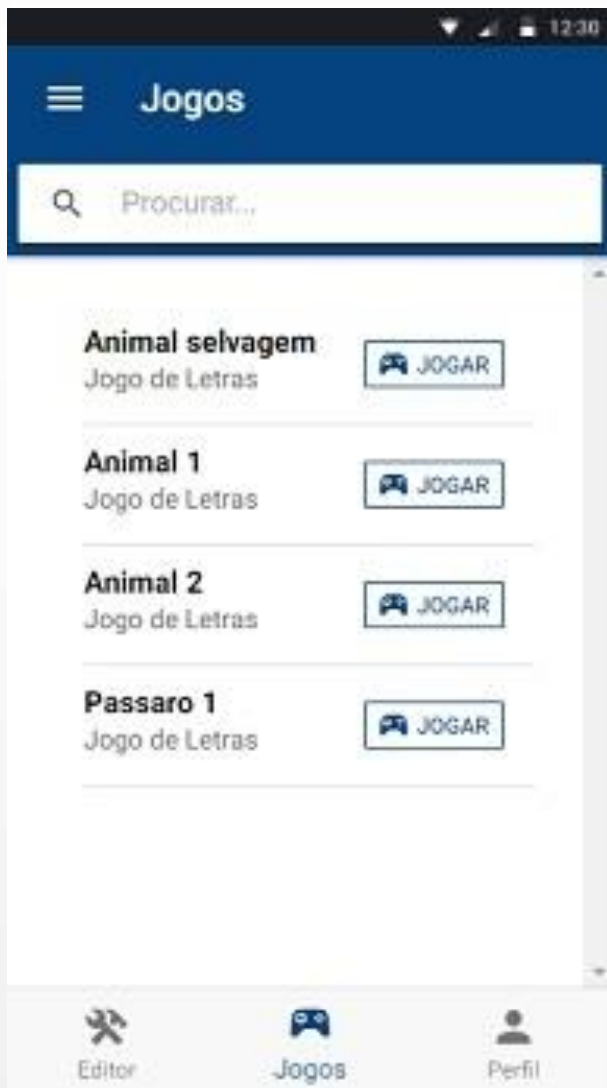 12:30
Jogos
Procurar...
Animal selvagem
Jogo de Letras
JOGAR
Animal 1
Jogo de Letras
JOGAR
Animal 2
Jogo de Letras
JOGAR
Passaro 1
Jogo de Letras
JOGAR
Editor
Jogos
Perfil